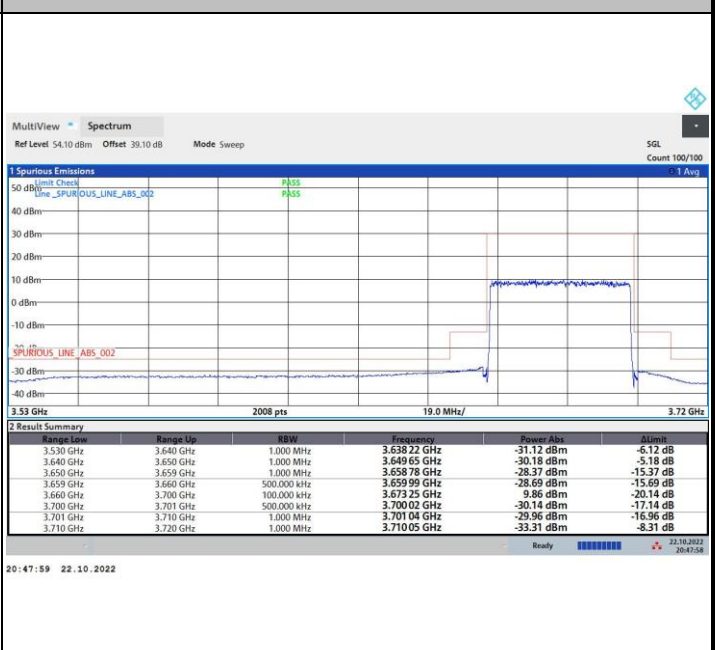 MultiView Spectrum
Ref Level 54.10 dBm Offset 39.10 dB Mode Sweep SGL
Count 100/100
1 Spurious Emissions 1 Avg
Limit Check PASS
50 dBm
Line _SPURIOUS_LINE_ABS_002 PASS
40 dBm
30 dBm
20 dBm
10 dBm
0 dBm
-10 dBm
-20 dBm
SPURIOUS_LINE_ABS_002
-30 dBm
-40 dBm
3.53 GHz 2008 pts 19.0 MHz/ 3.72 GHz
2 Result Summary
Range Low Range Up RBW Frequency Power Abs ΔLimit
3.530 GHz 3.640 GHz 1.000 MHz 3.638 22 GHz -31.12 dBm -6.12 dB
3.640 GHz 3.650 GHz 1.000 MHz 3.649 65 GHz -30.18 dBm -5.18 dB
3.650 GHz 3.659 GHz 1.000 MHz 3.658 78 GHz -28.37 dBm -15.37 dB
3.659 GHz 3.660 GHz 500.000 kHz 3.659 99 GHz -28.69 dBm -15.69 dB
3.660 GHz 3.700 GHz 100.000 kHz 3.673 25 GHz 9.86 dBm -20.14 dB
3.700 GHz 3.701 GHz 500.000 kHz 3.700 02 GHz -30.14 dBm -17.14 dB
3.701 GHz 3.710 GHz 1.000 MHz 3.701 04 GHz -29.96 dBm -16.96 dB
3.710 GHz 3.720 GHz 1.000 MHz 3.710 05 GHz -33.31 dBm -8.31 dB
Ready 22.10.2022
20:47:58
20:47:59 22.10.2022